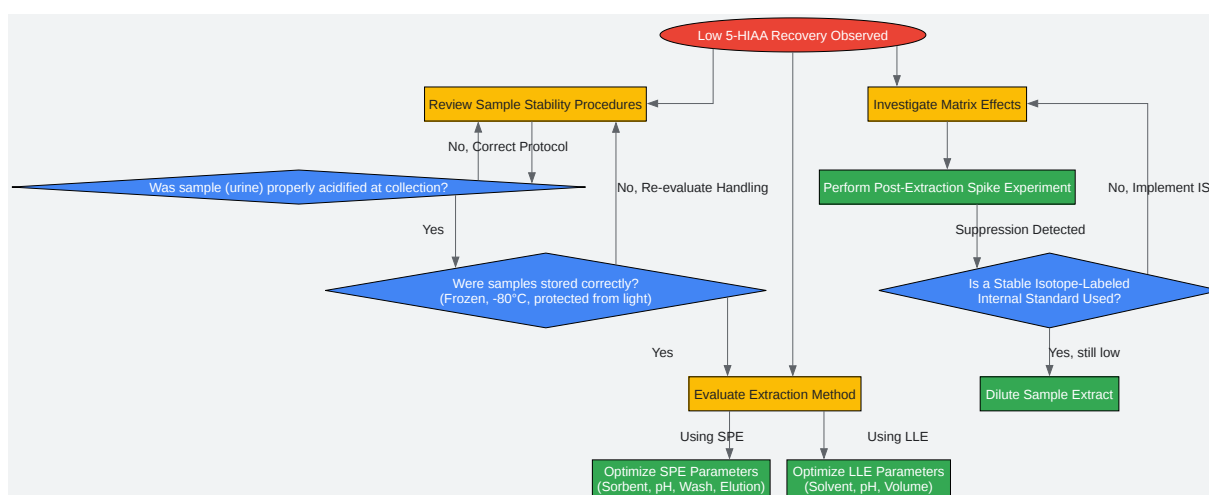 Low 5-HIAA Recovery Observed
Review Sample Stability Procedures
Investigate Matrix Effects
No, Correct Protocol
Was sample (urine) properly acidified at collection?
No, Re-evaluate Handling
Perform Post-Extraction Spike Experiment
No, Implement IS
Yes
Suppression Detected
Were samples stored correctly?
(Frozen, -80°C, protected from light)
Is a Stable Isotope-Labeled
Internal Standard Used?
Yes
Yes, still low
Evaluate Extraction Method
Dilute Sample Extract
Using SPE
Using LLE
Optimize SPE Parameters
(Sorbent, pH, Wash, Elution)
Optimize LLE Parameters
(Solvent, pH, Volume)